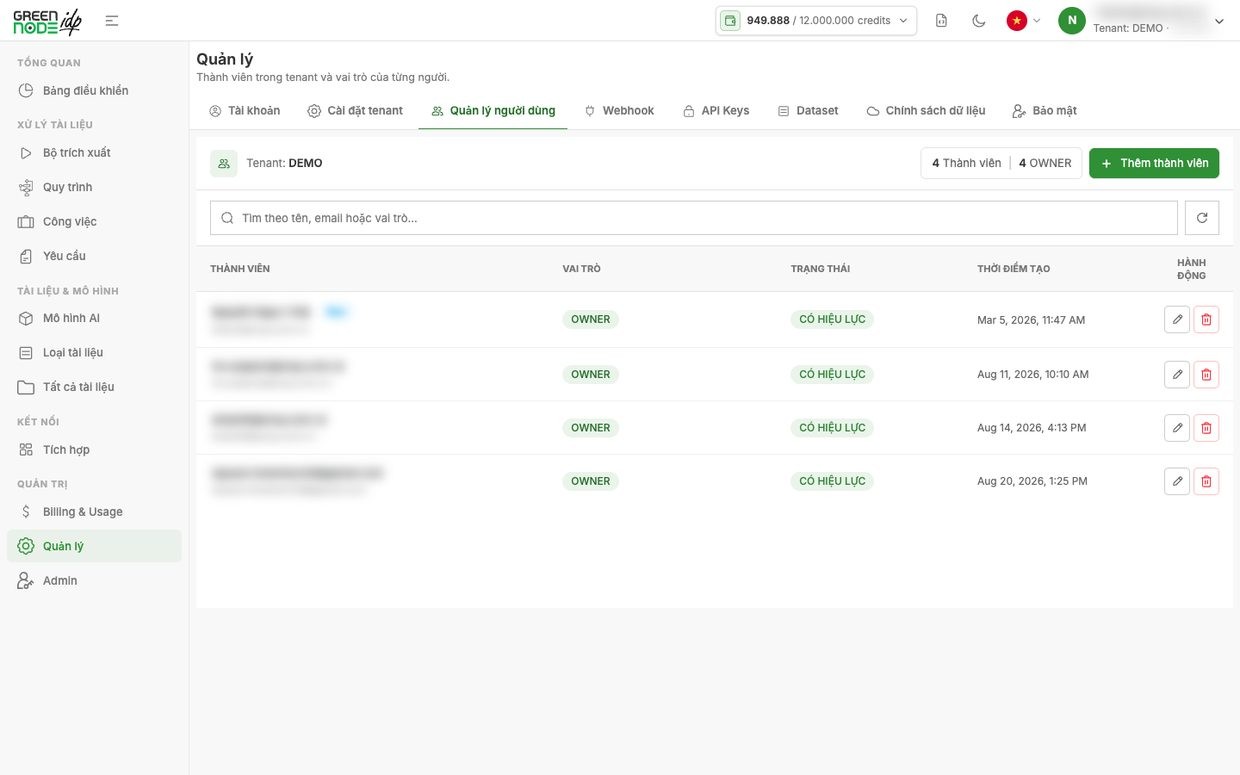 GREEN NODE idp
949.888 / 12.000.000 credits
N
Tenant: DEMO ·
TỔNG QUAN
Bảng điều khiển
XỬ LÝ TÀI LIỆU
Bộ trích xuất
Quy trình
Công việc
Yêu cầu
TÀI LIỆU & MÔ HÌNH
Mô hình AI
Loại tài liệu
Tất cả tài liệu
KẾT NỐI
Tích hợp
QUẢN TRỊ
Billing & Usage
Quản lý
Admin
Quản lý
Thành viên trong tenant và vai trò của từng người.
Tài khoản
Cài đặt tenant
Quản lý người dùng
Webhook
API Keys
Dataset
Chính sách dữ liệu
Bảo mật
Tenant: DEMO
4 Thành viên | 4 OWNER
+ Thêm thành viên
Tìm theo tên, email hoặc vai trò...
THÀNH VIÊN VAI TRÒ TRẠNG THÁI THỜI ĐIỂM TẠO HÀNH ĐỘNG
OWNER CÓ HIỆU LỰC Mar 5, 2026, 11:47 AM
OWNER CÓ HIỆU LỰC Aug 11, 2026, 10:10 AM
OWNER CÓ HIỆU LỰC Aug 14, 2026, 4:13 PM
OWNER CÓ HIỆU LỰC Aug 20, 2026, 1:25 PM